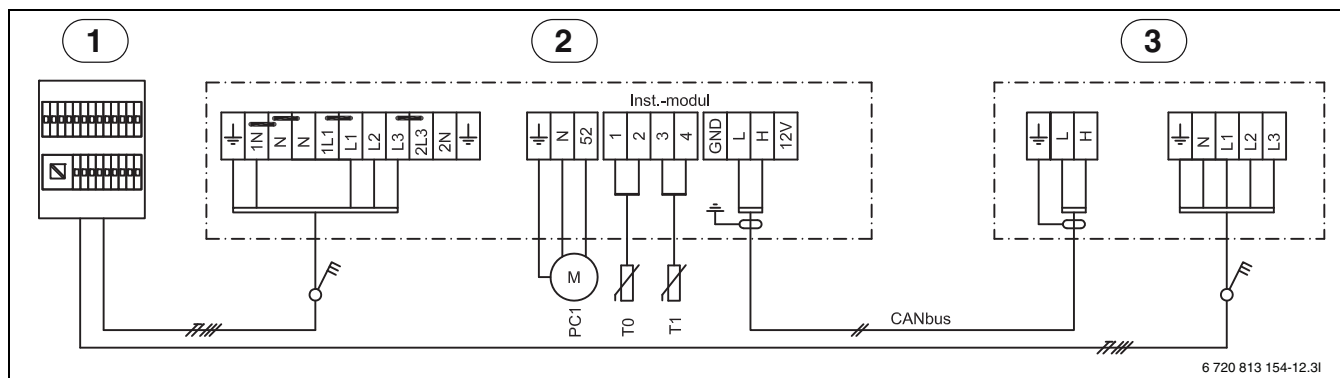 1 2 3
Inst.-modul
1N N N 1L1 L1 L2 L3 2L3 2N
N 52
1 2 3 4
GND L H 12V
L H
N L1 L2 L3
M
PC1 T0 T1
CANbus
6 720 813 154-12.3I